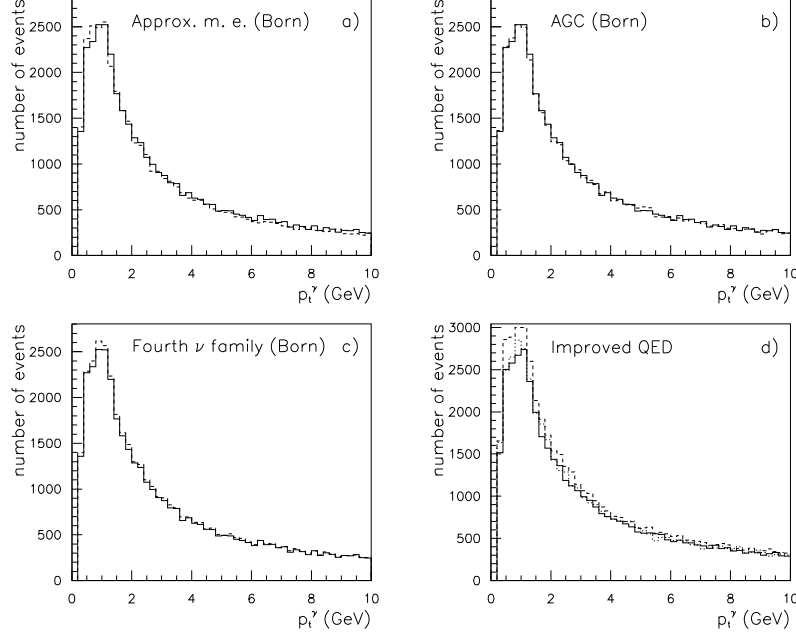 Approx. m. e. (Born) a)
number of events
2500
2000
1500
1000
500
0
0 2 4 6 8 10
p_t^γ (GeV)
AGC (Born) b)
number of events
2500
2000
1500
1000
500
0
0 2 4 6 8 10
p_t^γ (GeV)
Fourth ν family (Born) c)
number of events
2500
2000
1500
1000
500
0
0 2 4 6 8 10
p_t^γ (GeV)
Improved QED d)
number of events
3000
2500
2000
1500
1000
500
0
0 2 4 6 8 10
p_t^γ (GeV)